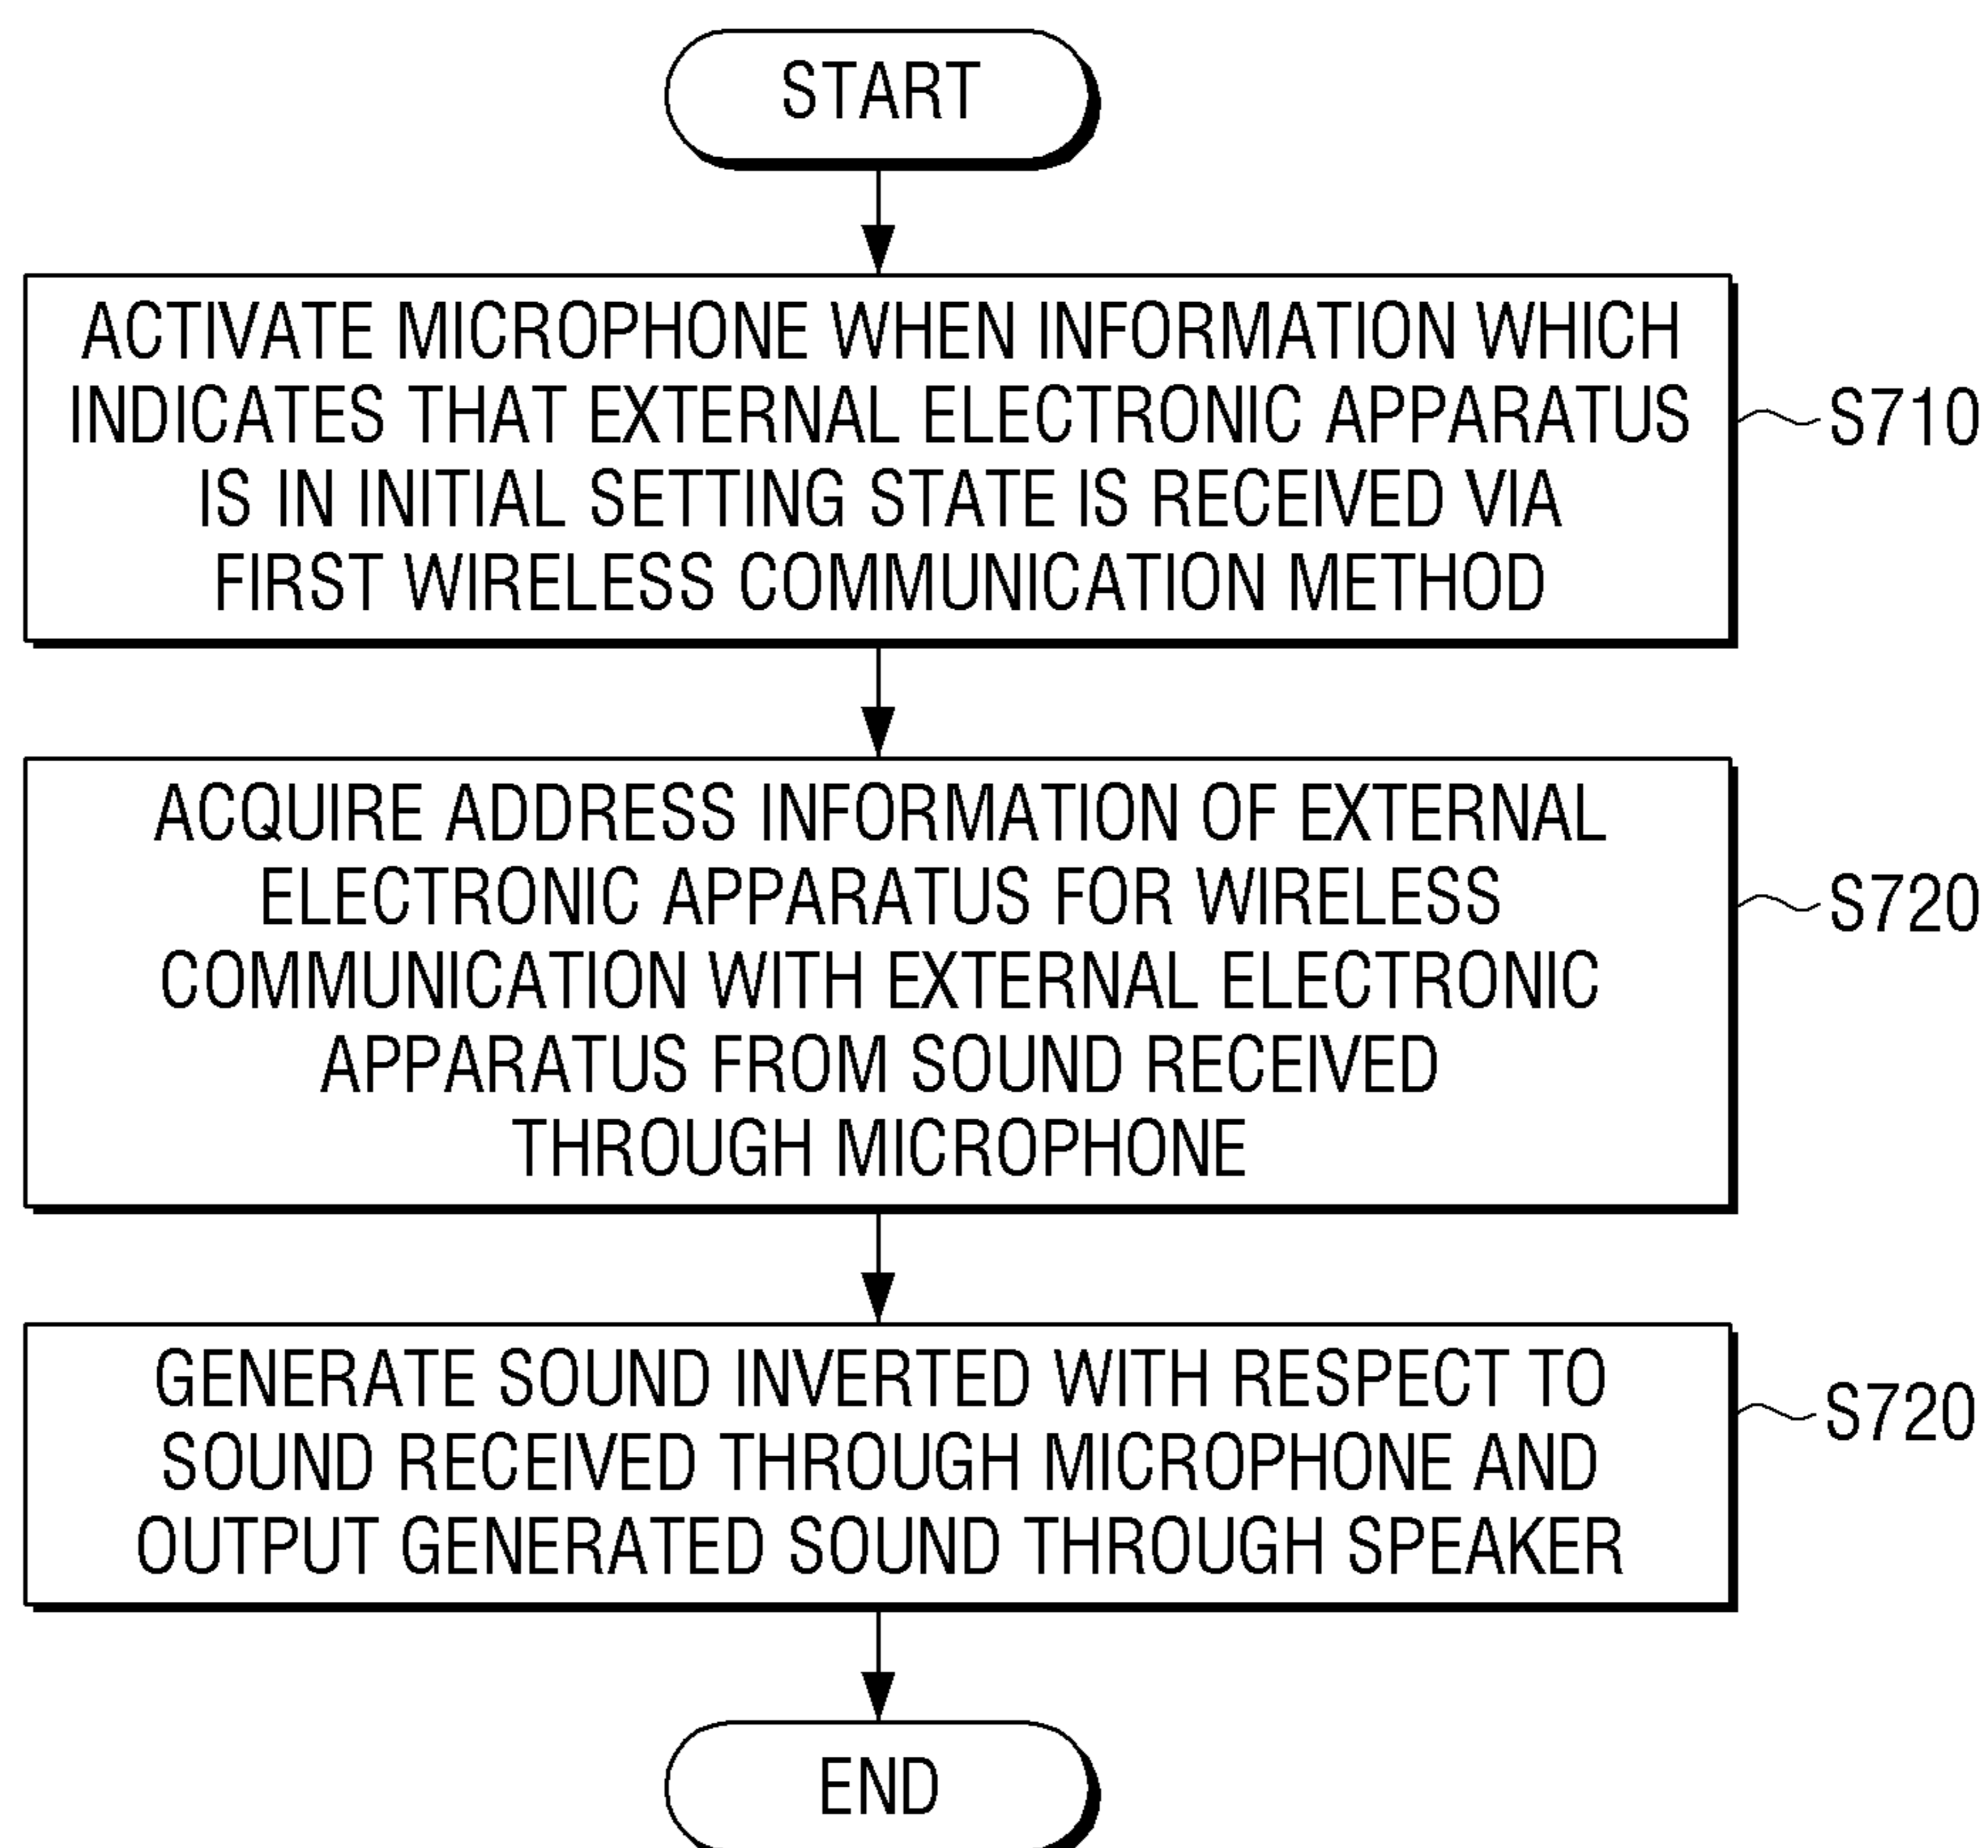 START
ACTIVATE MICROPHONE WHEN INFORMATION WHICH
INDICATES THAT EXTERNAL ELECTRONIC APPARATUS
IS IN INITIAL SETTING STATE IS RECEIVED VIA
FIRST WIRELESS COMMUNICATION METHOD
S710
ACQUIRE ADDRESS INFORMATION OF EXTERNAL
ELECTRONIC APPARATUS FOR WIRELESS
COMMUNICATION WITH EXTERNAL ELECTRONIC
APPARATUS FROM SOUND RECEIVED
THROUGH MICROPHONE
S720
GENERATE SOUND INVERTED WITH RESPECT TO
SOUND RECEIVED THROUGH MICROPHONE AND
OUTPUT GENERATED SOUND THROUGH SPEAKER
S720
END